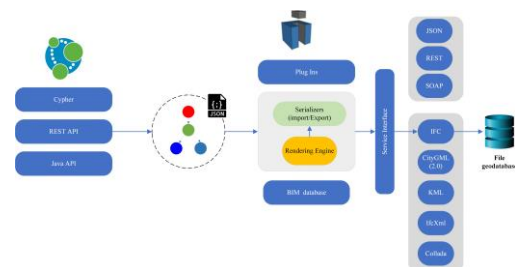 Cypher
REST API
Java API
{:}
JSON
Plug Ins
Serialisers
(import/Export)
Rendering Engine
BIM database
Service Interface
JSON
REST
SOAP
IFC
CityGML
(2.0)
KML
IfcXml
Collada
File
geodatabas